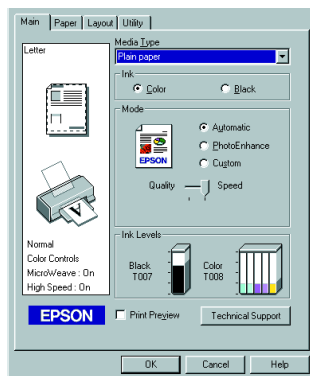 Main Paper Layout Utility
Letter
Media Type
Plain paper
Ink
Color Black
Mode
EPSON
Automatic
PhotoEnhance
Custom
Quality Speed
A
Normal
Color Controls
MicroWeave : On
High Speed : On
Ink Levels
Black
T007
Color
T008
EPSON
Print Preview
Technical Support
OK Cancel Help